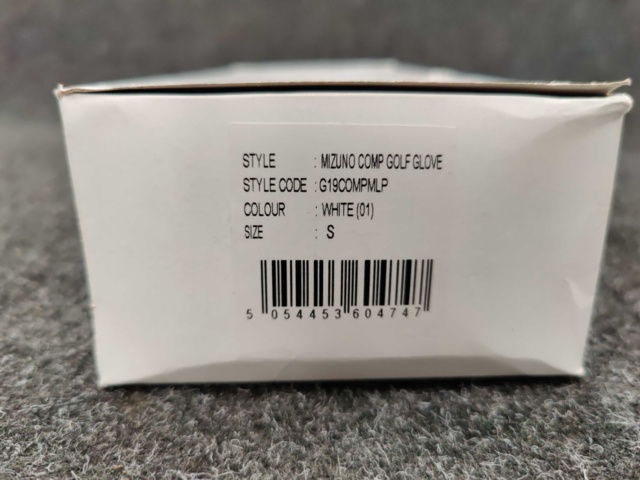 STYLE : MIZUNO COMP GOLF GLOVE
STYLE CODE : G19COMPMLP
COLOUR : WHITE (01)
SIZE : S
5 054453 604747